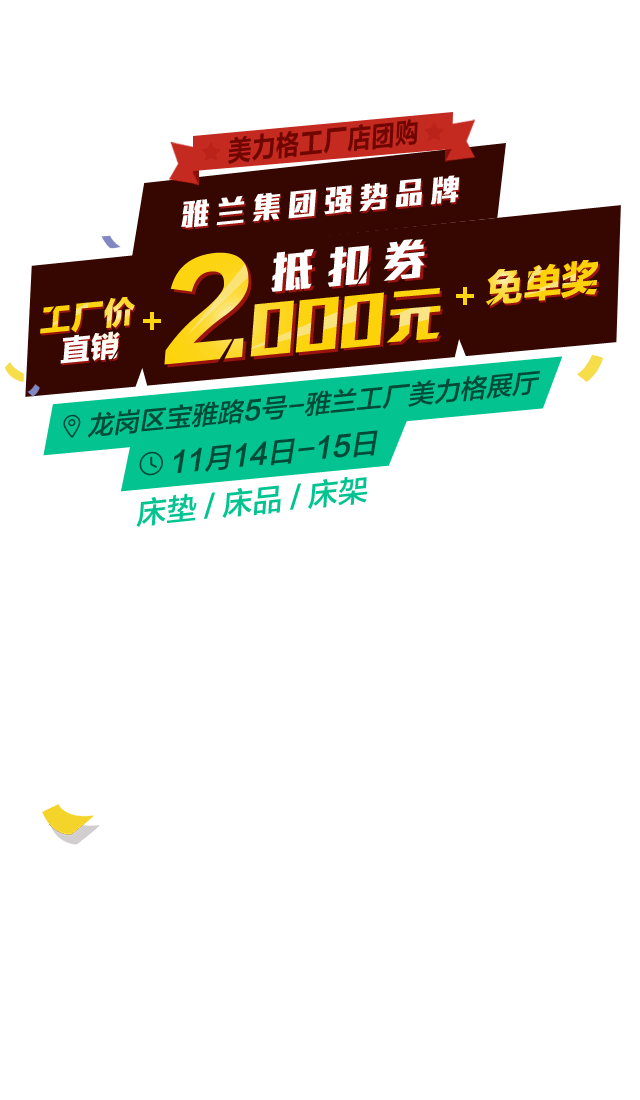 美力格工厂店团购
雅兰集团强势品牌
工厂价
直销
+
2000元
抵扣券
+
免单奖
龙岗区宝雅路5号-雅兰工厂美力格展厅
11月14日-15日
床垫 / 床品 / 床架